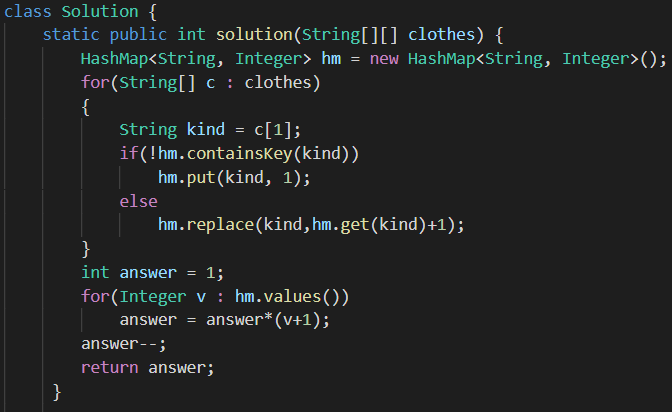 class Solution {
    static public int solution(String[][] clothes) {
        HashMap<String, Integer> hm = new HashMap<String, Integer>();
        for(String[] c : clothes)
        {
            String kind = c[1];
            if(!hm.containsKey(kind))
                hm.put(kind, 1);
            else
                hm.replace(kind,hm.get(kind)+1);
        }
        int answer = 1;
        for(Integer v : hm.values())
            answer = answer*(v+1);
        answer--;
        return answer;
     }